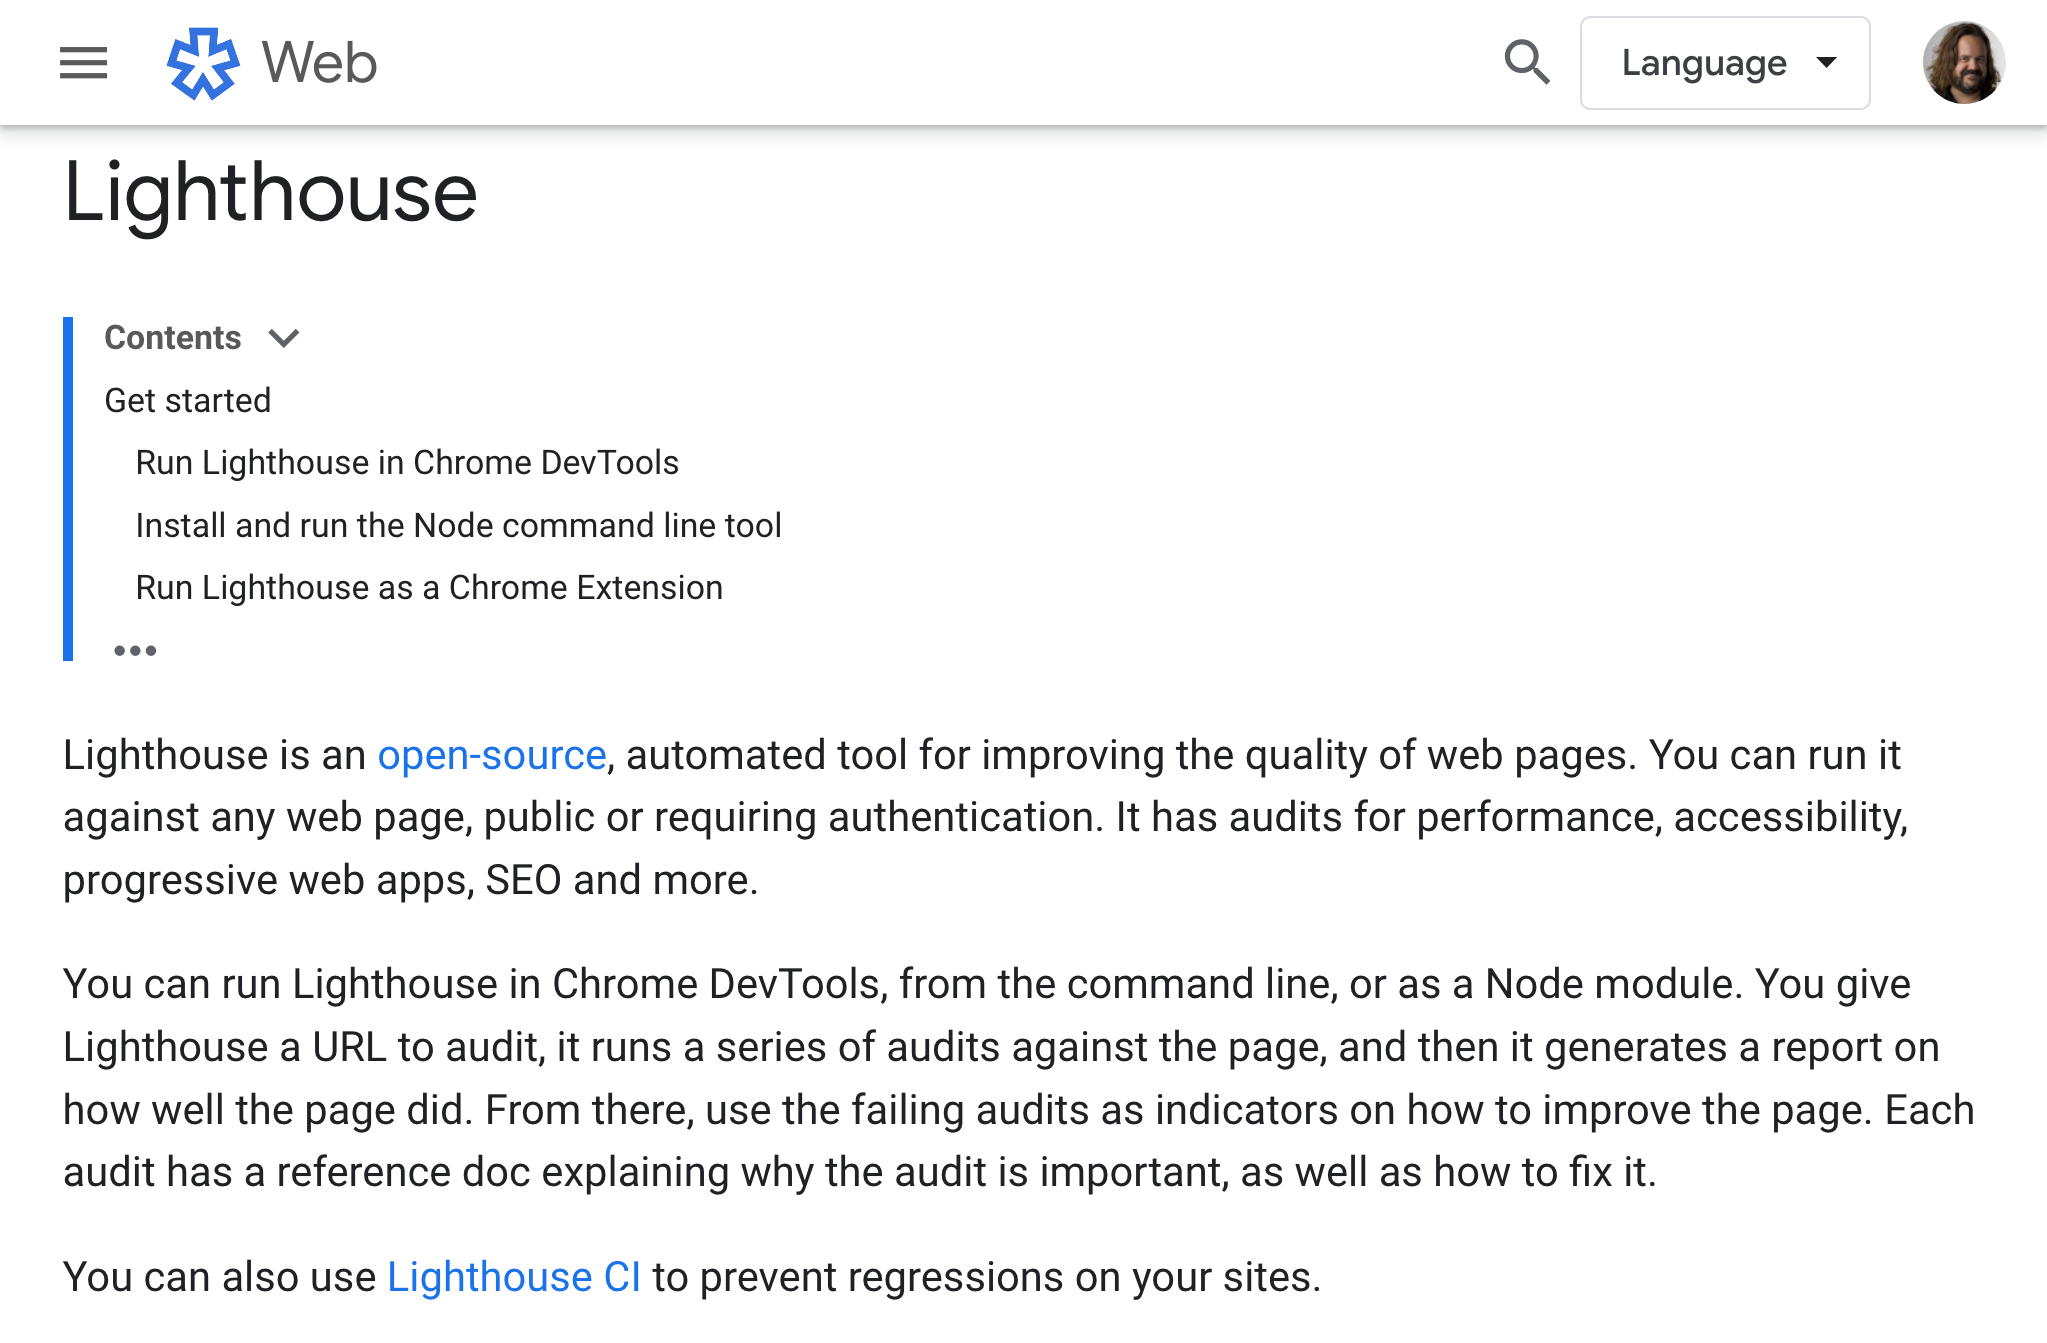 Web
Language
Lighthouse
Contents
Get started
Run Lighthouse in Chrome DevTools
Install and run the Node command line tool
Run Lighthouse as a Chrome Extension
•••
Lighthouse is an open-source, automated tool for improving the quality of web pages. You can run it
against any web page, public or requiring authentication. It has audits for performance, accessibility,
progressive web apps, SEO and more.
You can run Lighthouse in Chrome DevTools, from the command line, or as a Node module. You give
Lighthouse a URL to audit, it runs a series of audits against the page, and then it generates a report on
how well the page did. From there, use the failing audits as indicators on how to improve the page. Each
audit has a reference doc explaining why the audit is important, as well as how to fix it.
You can also use Lighthouse CI to prevent regressions on your sites.